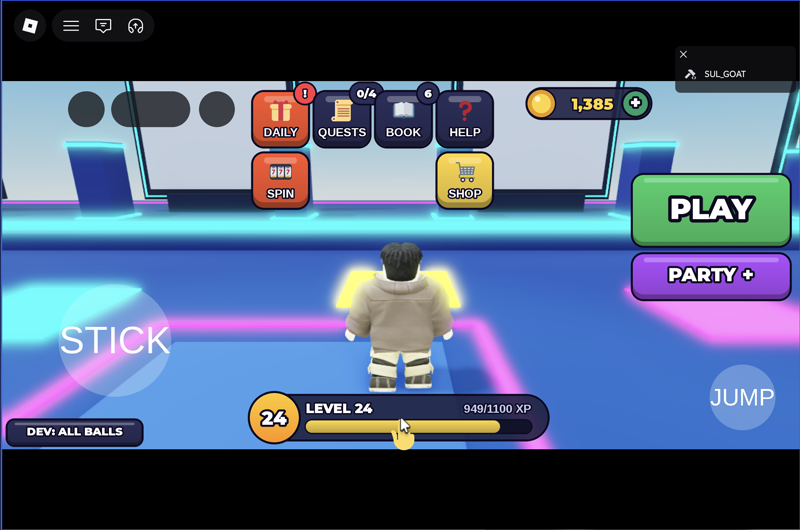 SUL_GOAT
!
0/4
6
DAILY
QUESTS
BOOK
HELP
1,385
SPIN
SHOP
PLAY
PARTY +
STICK
JUMP
24
LEVEL 24
949/1100 XP
DEV: ALL BALLS